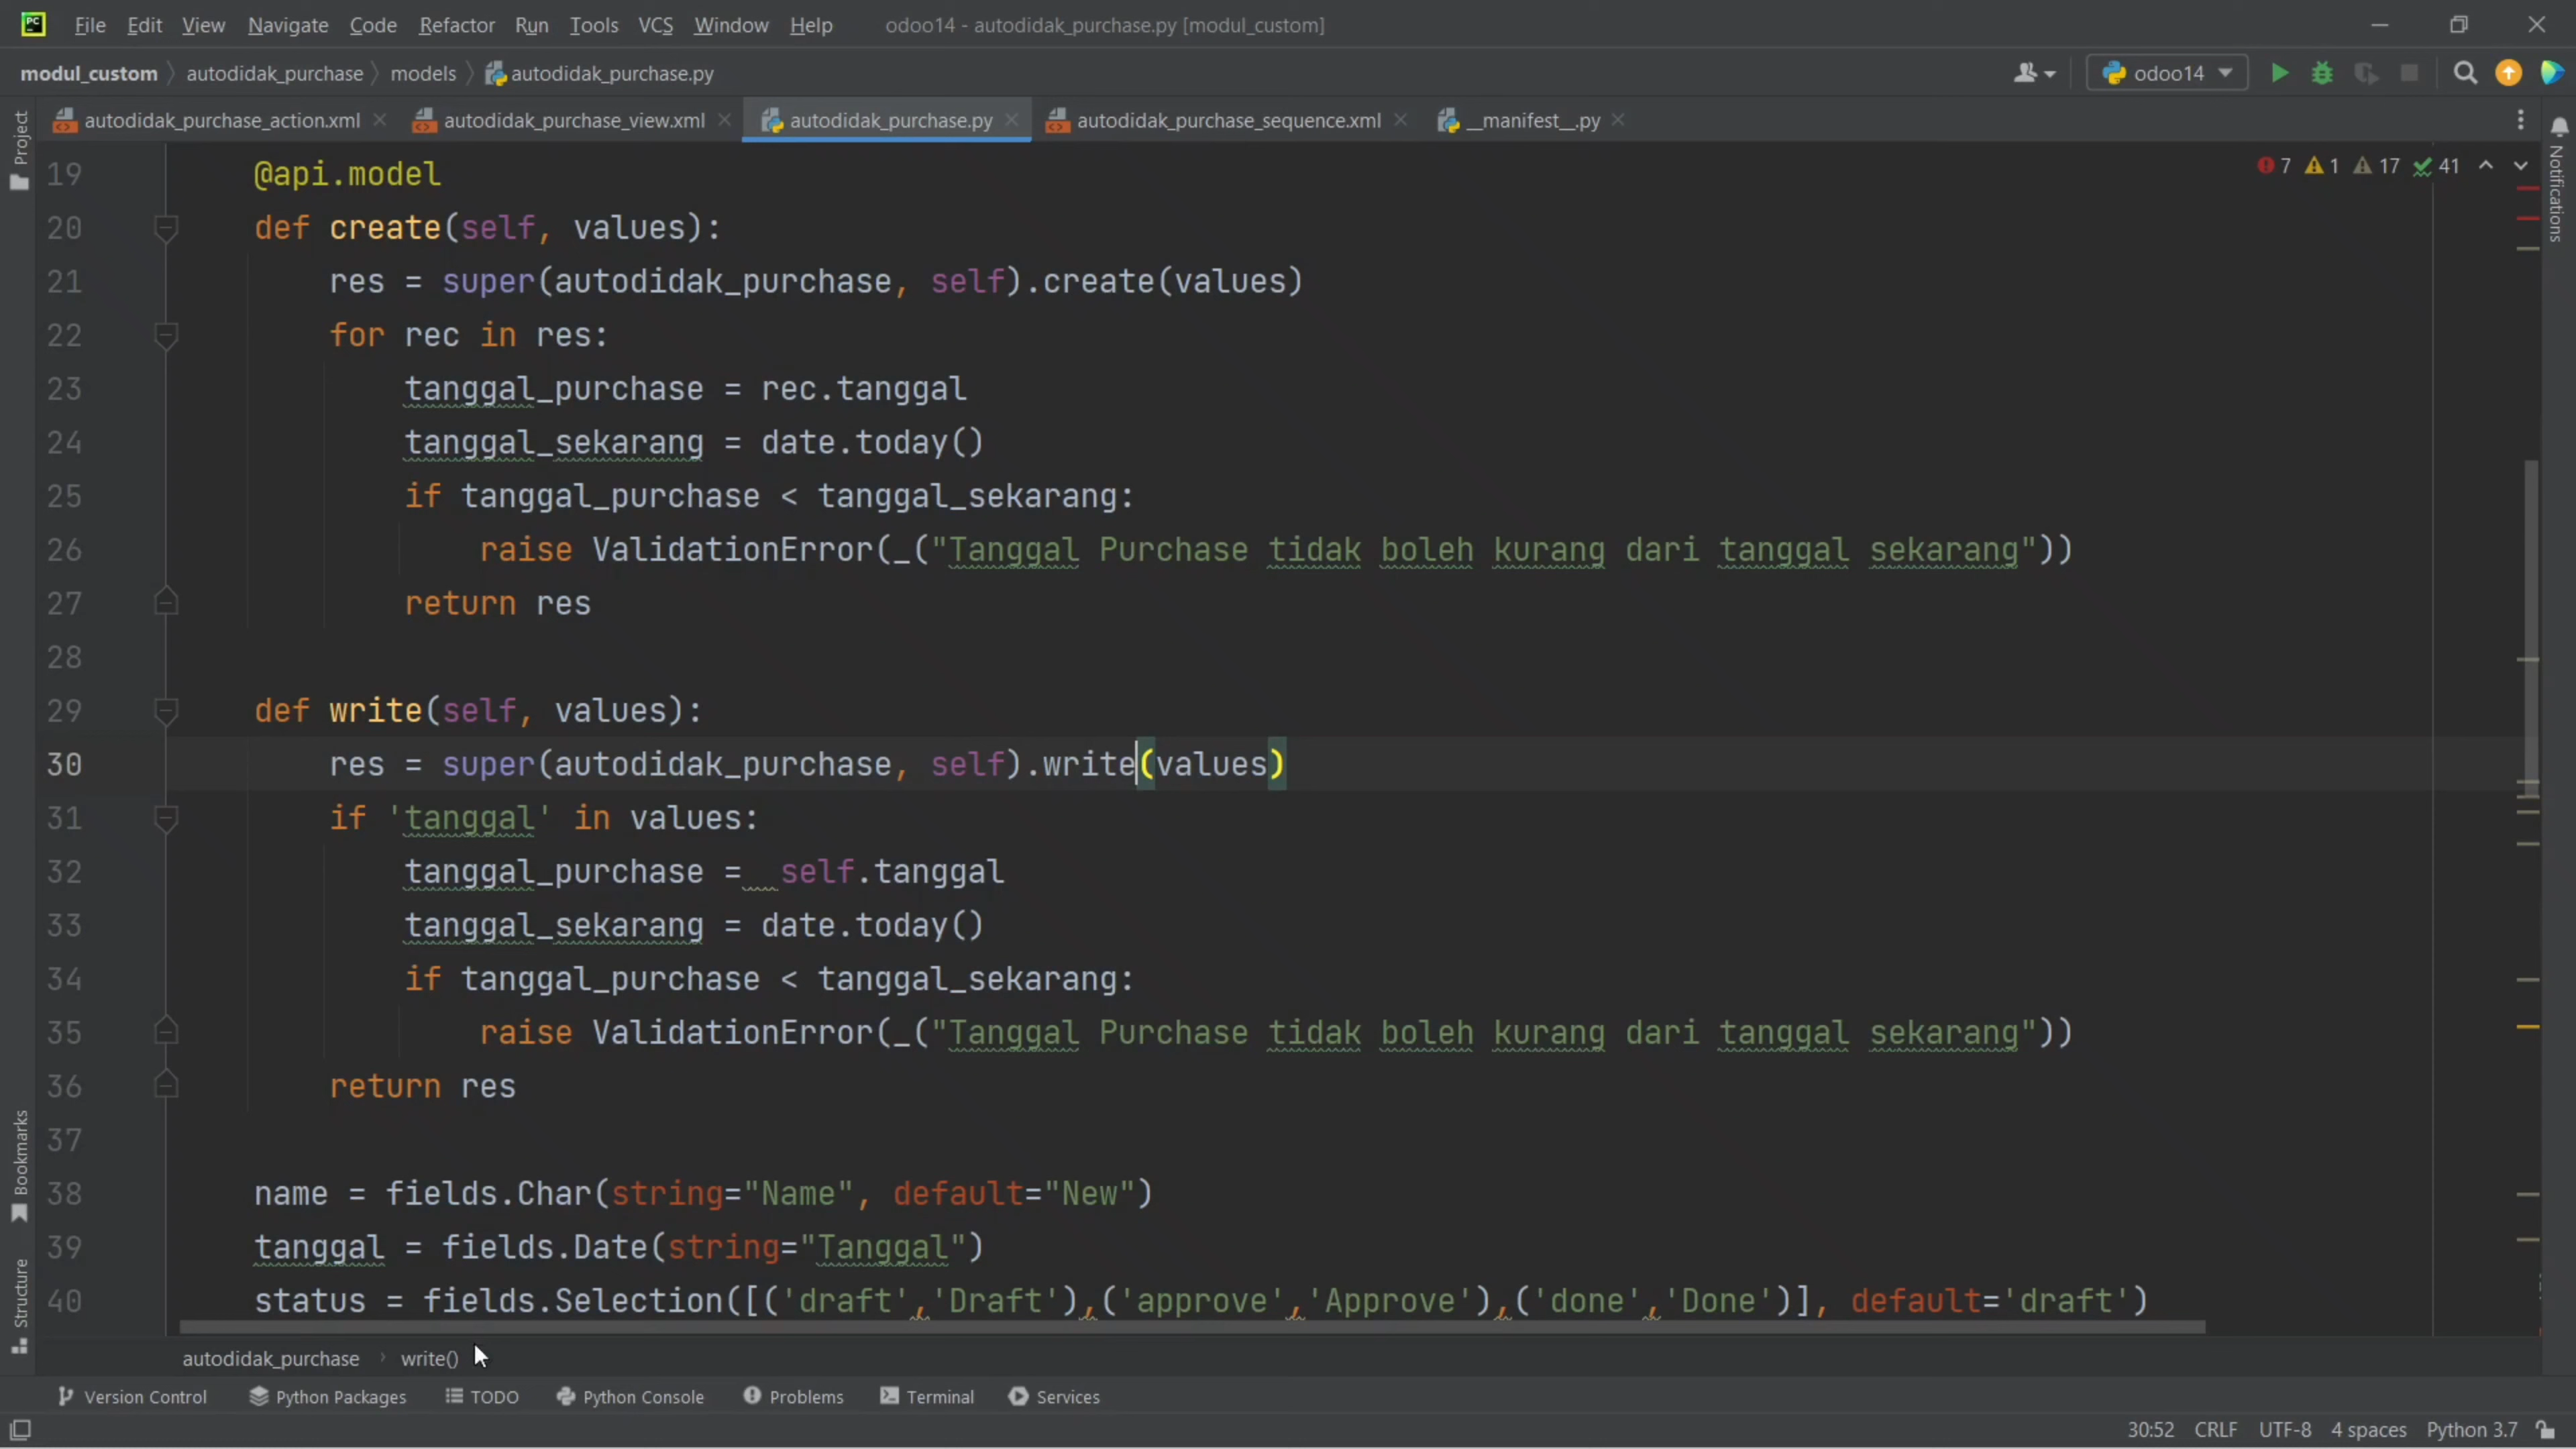 PC File Edit View Navigate Code Refactor Run Tools VCS Window Help odoo14 - autodidak_purchase.py [modul_custom]
modul_custom autodidak_purchase models autodidak_purchase.py odoo14
autodidak_purchase_action.xml autodidak_purchase_view.xml autodidak_purchase.py autodidak_purchase_sequence.xml __manifest__.py
Project
Notifications
7 1 17 41
19 @api.model
20 def create(self, values):
21 res = super(autodidak_purchase, self).create(values)
22 for rec in res:
23 tanggal_purchase = rec.tanggal
24 tanggal_sekarang = date.today()
25 if tanggal_purchase < tanggal_sekarang:
26 raise ValidationError(_("Tanggal Purchase tidak boleh kurang dari tanggal sekarang"))
27 return res
28
29 def write(self, values):
30 res = super(autodidak_purchase, self).write(values)
31 if 'tanggal' in values:
32 tanggal_purchase =  self.tanggal
33 tanggal_sekarang = date.today()
34 if tanggal_purchase < tanggal_sekarang:
35 raise ValidationError(_("Tanggal Purchase tidak boleh kurang dari tanggal sekarang"))
36 return res
37
38 name = fields.Char(string="Name", default="New")
39 tanggal = fields.Date(string="Tanggal")
40 status = fields.Selection([('draft','Draft'),('approve','Approve'),('done','Done')], default='draft')
Bookmarks
Structure
autodidak_purchase write()
Version Control Python Packages TODO Python Console Problems Terminal Services
30:52 CRLF UTF-8 4 spaces Python 3.7